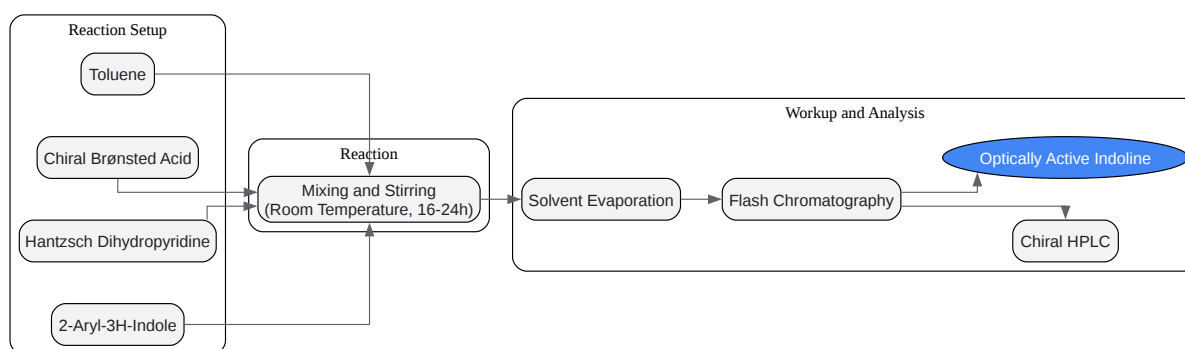 Reaction Setup
Toluene
Chiral Brønsted Acid
Hantzsch Dihydropyridine
2-Aryl-3H-Indole
Reaction
Mixing and Stirring
(Room Temperature, 16-24h)
Workup and Analysis
Solvent Evaporation
Flash Chromatography
Optically Active Indoline
Chiral HPLC